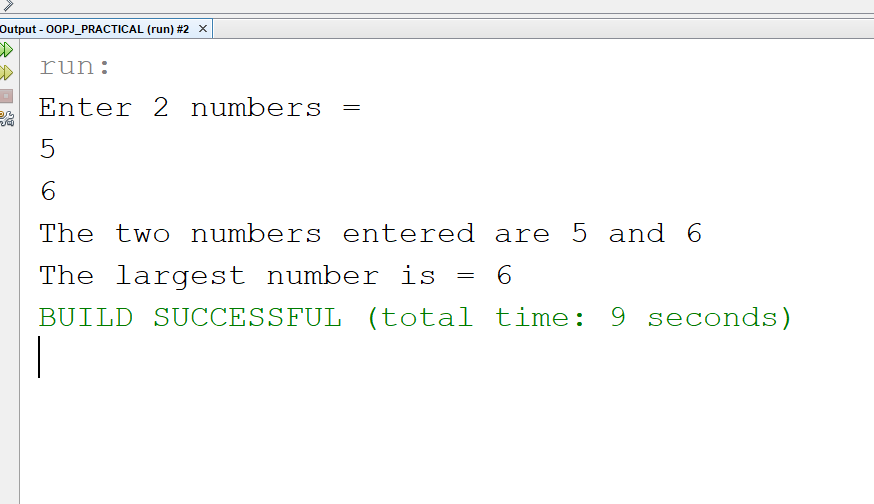 Output - OOPJ_PRACTICAL (run) #2
run:
Enter 2 numbers =
5
6
The two numbers entered are 5 and 6
The largest number is = 6
BUILD SUCCESSFUL (total time: 9 seconds)